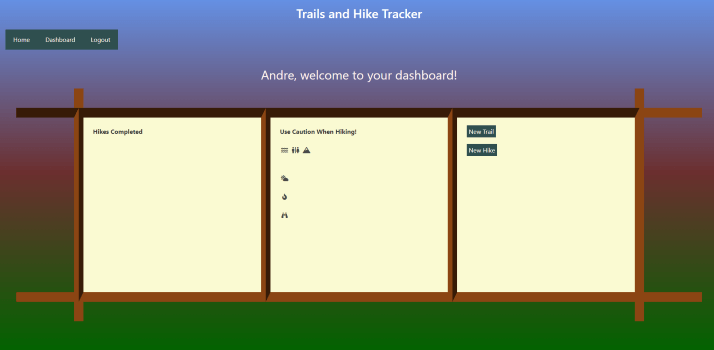 Trails and Hike Tracker
Home Dashboard Logout
Andre, welcome to your dashboard!
Hikes Completed
Use Caution When Hiking!
New Trail
New Hike